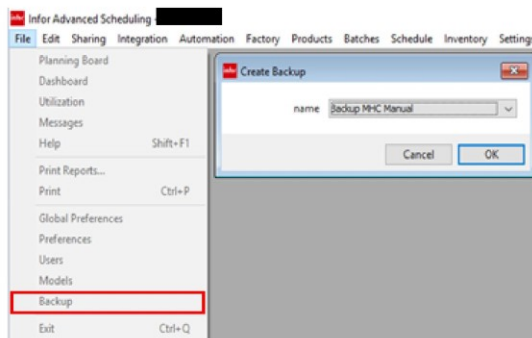 infor Infor Advanced Scheduling -
File Edit Sharing Integration Automation Factory Products Batches Schedule Inventory Settings
Planning Board
Dashboard
Utilization
Messages
Help Shift+F1
Print Reports...
Print Ctrl+P
Global Preferences
Preferences
Users
Models
Backup
Exit Ctrl+Q
infor Create Backup
name Backup MHC Manual
Cancel OK